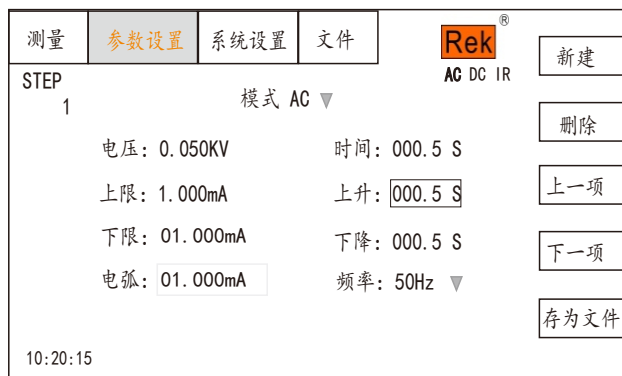 测量 参数设置 系统设置 文件 Rek®
AC DC IR
STEP
1
模式 AC ▼
电压: 0.050KV 时间: 000.5 S
上限: 1.000mA 上升: 000.5 S
下限: 01.000mA 下降: 000.5 S
电弧: 01.000mA 频率: 50Hz ▼
10:20:15
新建
删除
上一项
下一项
存为文件